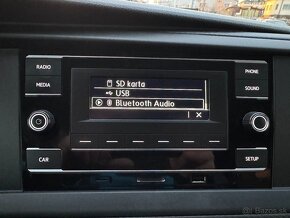 RADIO
MEDIA
CAR
SD karta
USB
Bluetooth Audio
PHONE
SOUND
SETUP